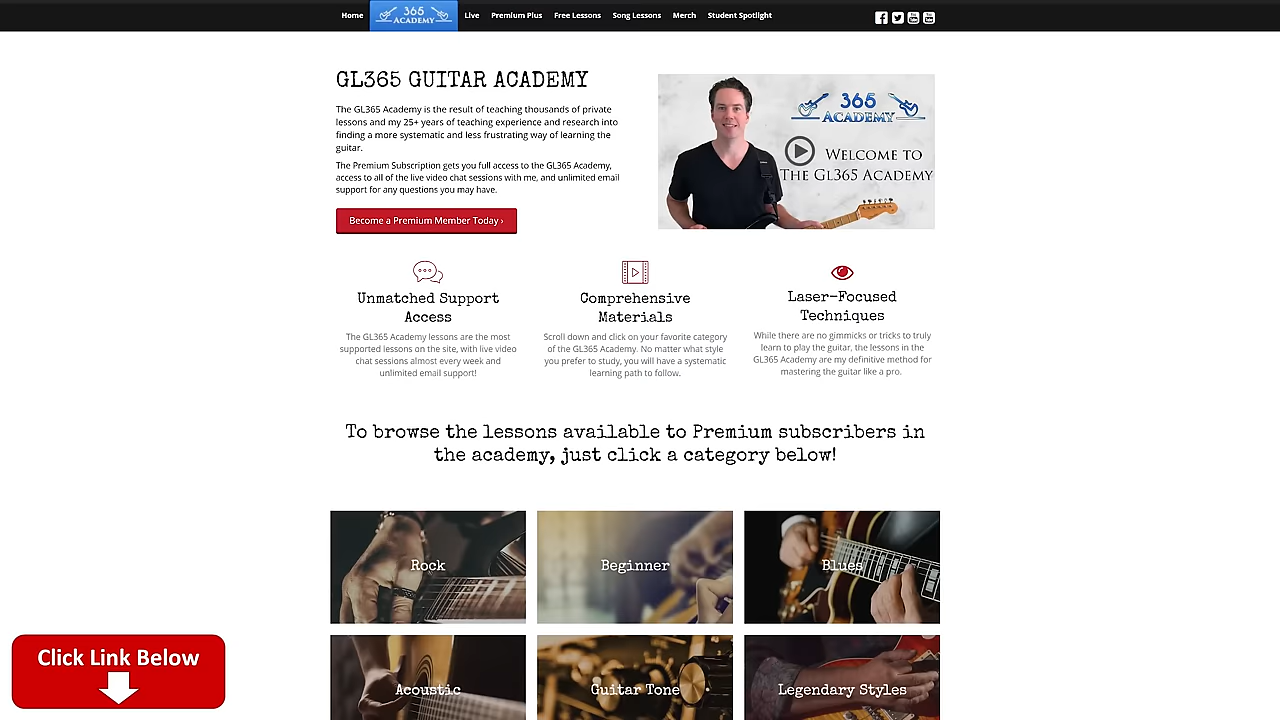 Home
365
ACADEMY
Live
Premium Plus
Free Lessons
Song Lessons
Merch
Student Spotlight
GL365 GUITAR ACADEMY
The GL365 Academy is the result of teaching thousands of private
lessons and my 25+ years of teaching experience and research into
finding a more systematic and less frustrating way of learning the
guitar.
The Premium Subscription gets you full access to the GL365 Academy,
access to all of the live video chat sessions with me, and unlimited email
support for any questions you may have.
Become a Premium Member Today ›
365
ACADEMY
WELCOME TO
THE GL365 ACADEMY
Unmatched Support
Access
The GL365 Academy lessons are the most
supported lessons on the site, with live video
chat sessions almost every week and
unlimited email support!
Comprehensive
Materials
Scroll down and click on your favorite category
of the GL365 Academy. No matter what style
you prefer to study, you will have a systematic
learning path to follow.
Laser-Focused
Techniques
While there are no gimmicks or tricks to truly
learn to play the guitar, the lessons in the
GL365 Academy are my definitive method for
mastering the guitar like a pro.
To browse the lessons available to Premium subscribers in
the academy, just click a category below!
Rock
Beginner
Blues
Acoustic
Guitar Tone
Legendary Styles
Click Link Below